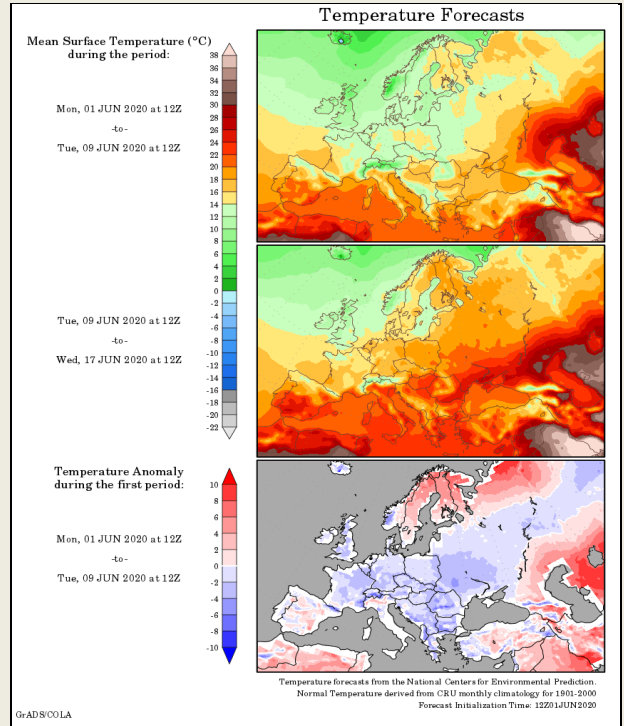 Temperature Forecasts
Mean Surface Temperature (°C)
during the period:
38
36
34
32
30
28
26
24
22
20
18
16
14
12
10
8
6
4
2
0
-2
-4
-6
-8
-10
-12
-14
-16
-18
-20
-22
Mon, 01 JUN 2020 at 12Z
-to-
Tue, 09 JUN 2020 at 12Z
Tue, 09 JUN 2020 at 12Z
-to-
Wed, 17 JUN 2020 at 12Z
Temperature Anomaly
during the first period:
10
8
6
4
2
0
-2
-4
-6
-8
-10
Mon, 01 JUN 2020 at 12Z
-to-
Tue, 09 JUN 2020 at 12Z
Temperature forecasts from the National Centers for Environmental Prediction.
Normal Temperature derived from CRU monthly climatology for 1901-2000
Forecast Initialization Time: 12Z01JUN2020
GrADS/COLA